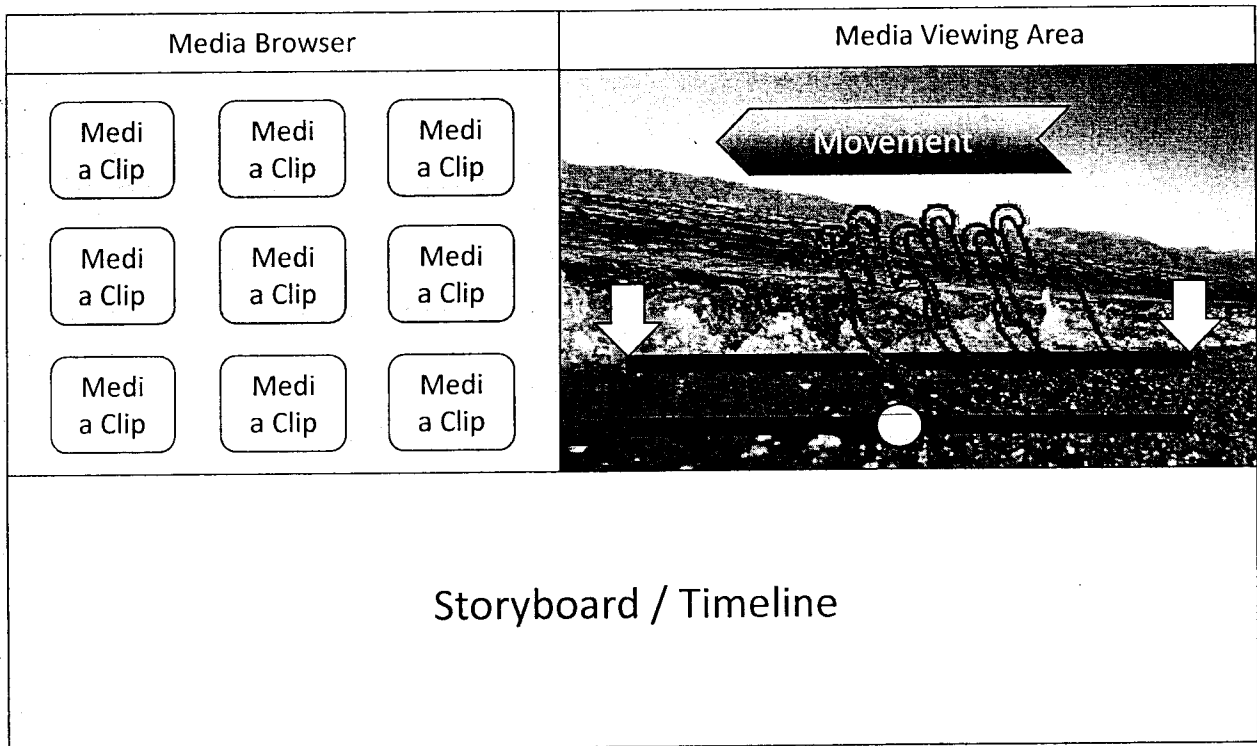 Media Browser
Media Viewing Area
Medi
a Clip
Medi
a Clip
Medi
a Clip
Movement
Medi
a Clip
Medi
a Clip
Medi
a Clip
Medi
a Clip
Medi
a Clip
Medi
a Clip
Storyboard / Timeline